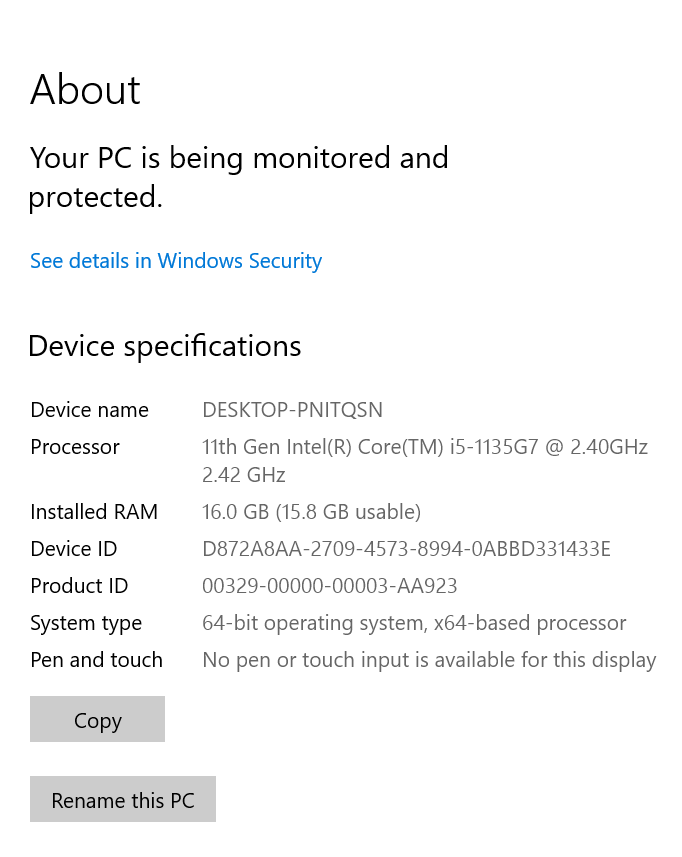 About
Your PC is being monitored and
protected.
See details in Windows Security
Device specifications
Device name DESKTOP-PNITQSN
Processor 11th Gen Intel(R) Core(TM) i5-1135G7 @ 2.40GHz
2.42 GHz
Installed RAM 16.0 GB (15.8 GB usable)
Device ID D872A8AA-2709-4573-8994-0ABBD331433E
Product ID 00329-00000-00003-AA923
System type 64-bit operating system, x64-based processor
Pen and touch No pen or touch input is available for this display
Copy
Rename this PC